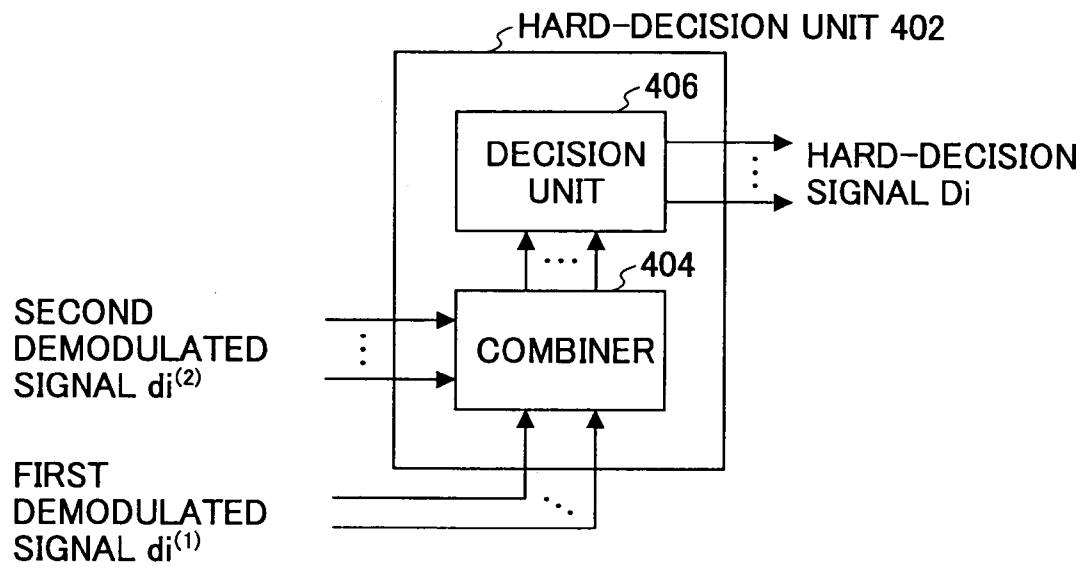 HARD-DECISION UNIT 402
406
DECISION
UNIT
HARD-DECISION
SIGNAL Di
404
COMBINER
SECOND
DEMODULATED
SIGNAL di(2)
FIRST
DEMODULATED
SIGNAL di(1)